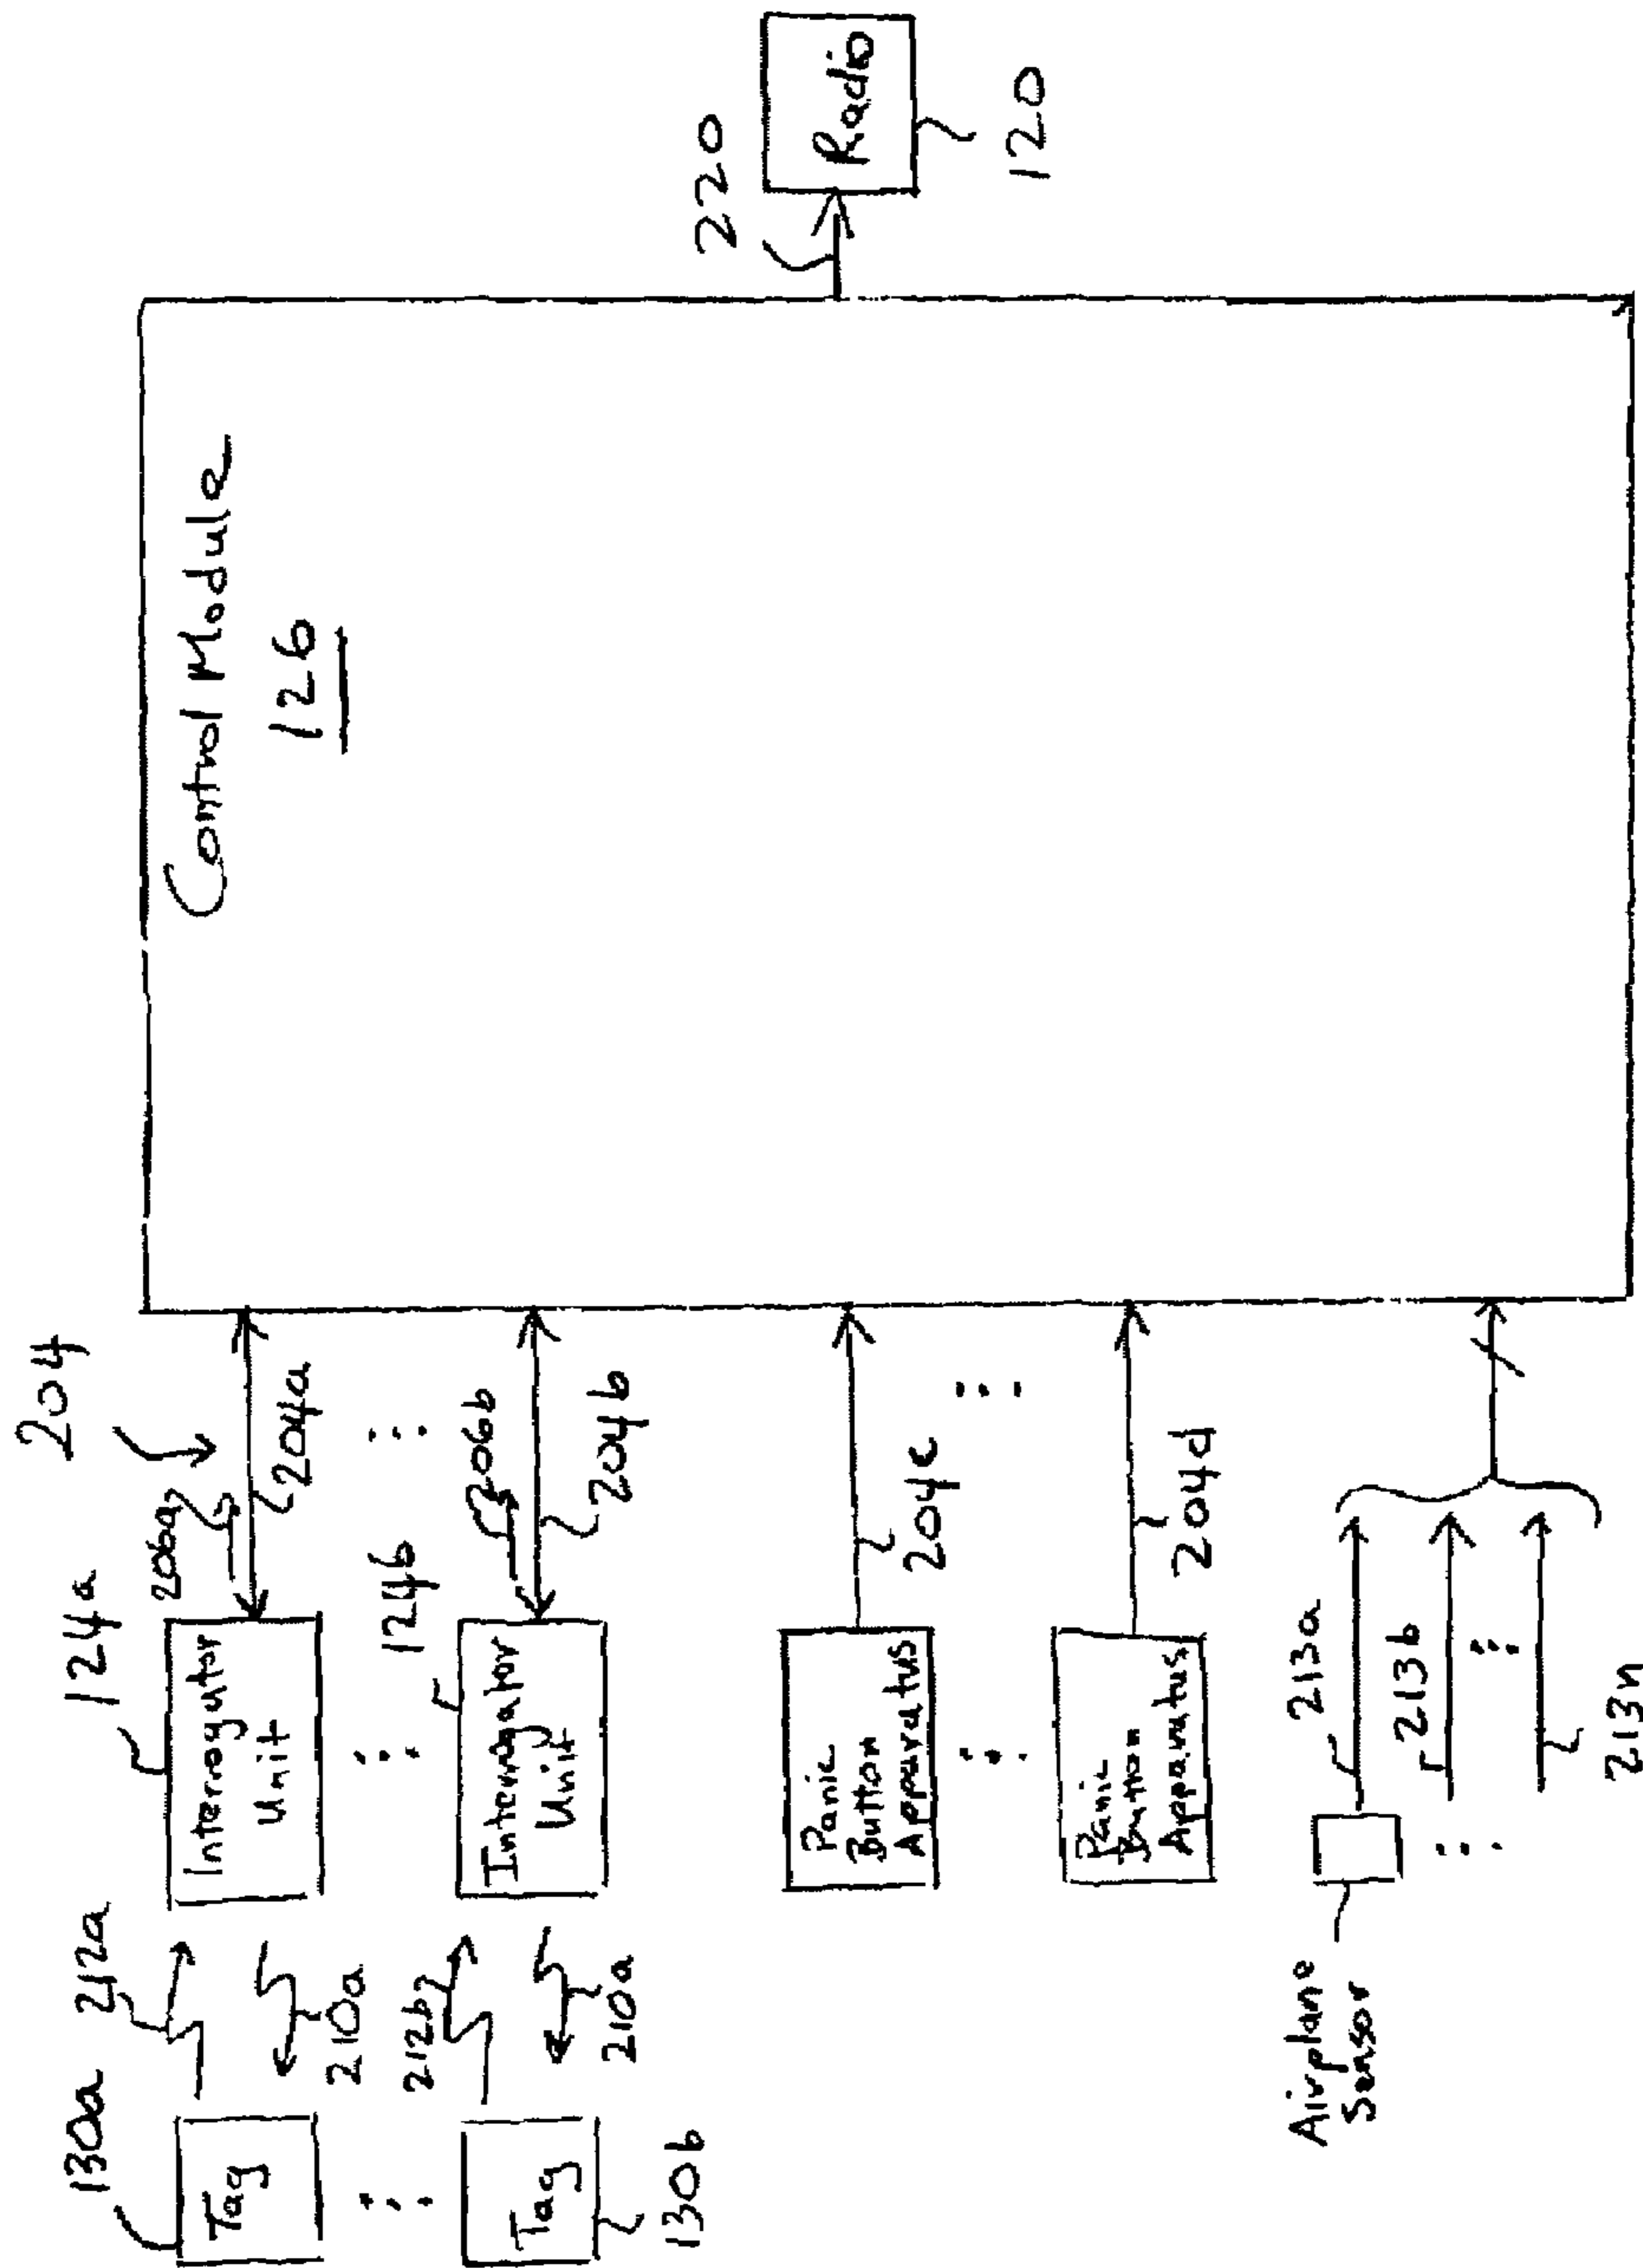 130a
Tag
212a
210a
124a
Interrogator
Unit
206a
204
204a
Control Module
126
220
Radio
120
Tag
130b
212b
210a
124b
Interrogator
Unit
206b
204b
Panic
Button
Apparatus
204c
Panic
Button
Apparatus
204d
Airplane
Sensor
213a
213b
213n